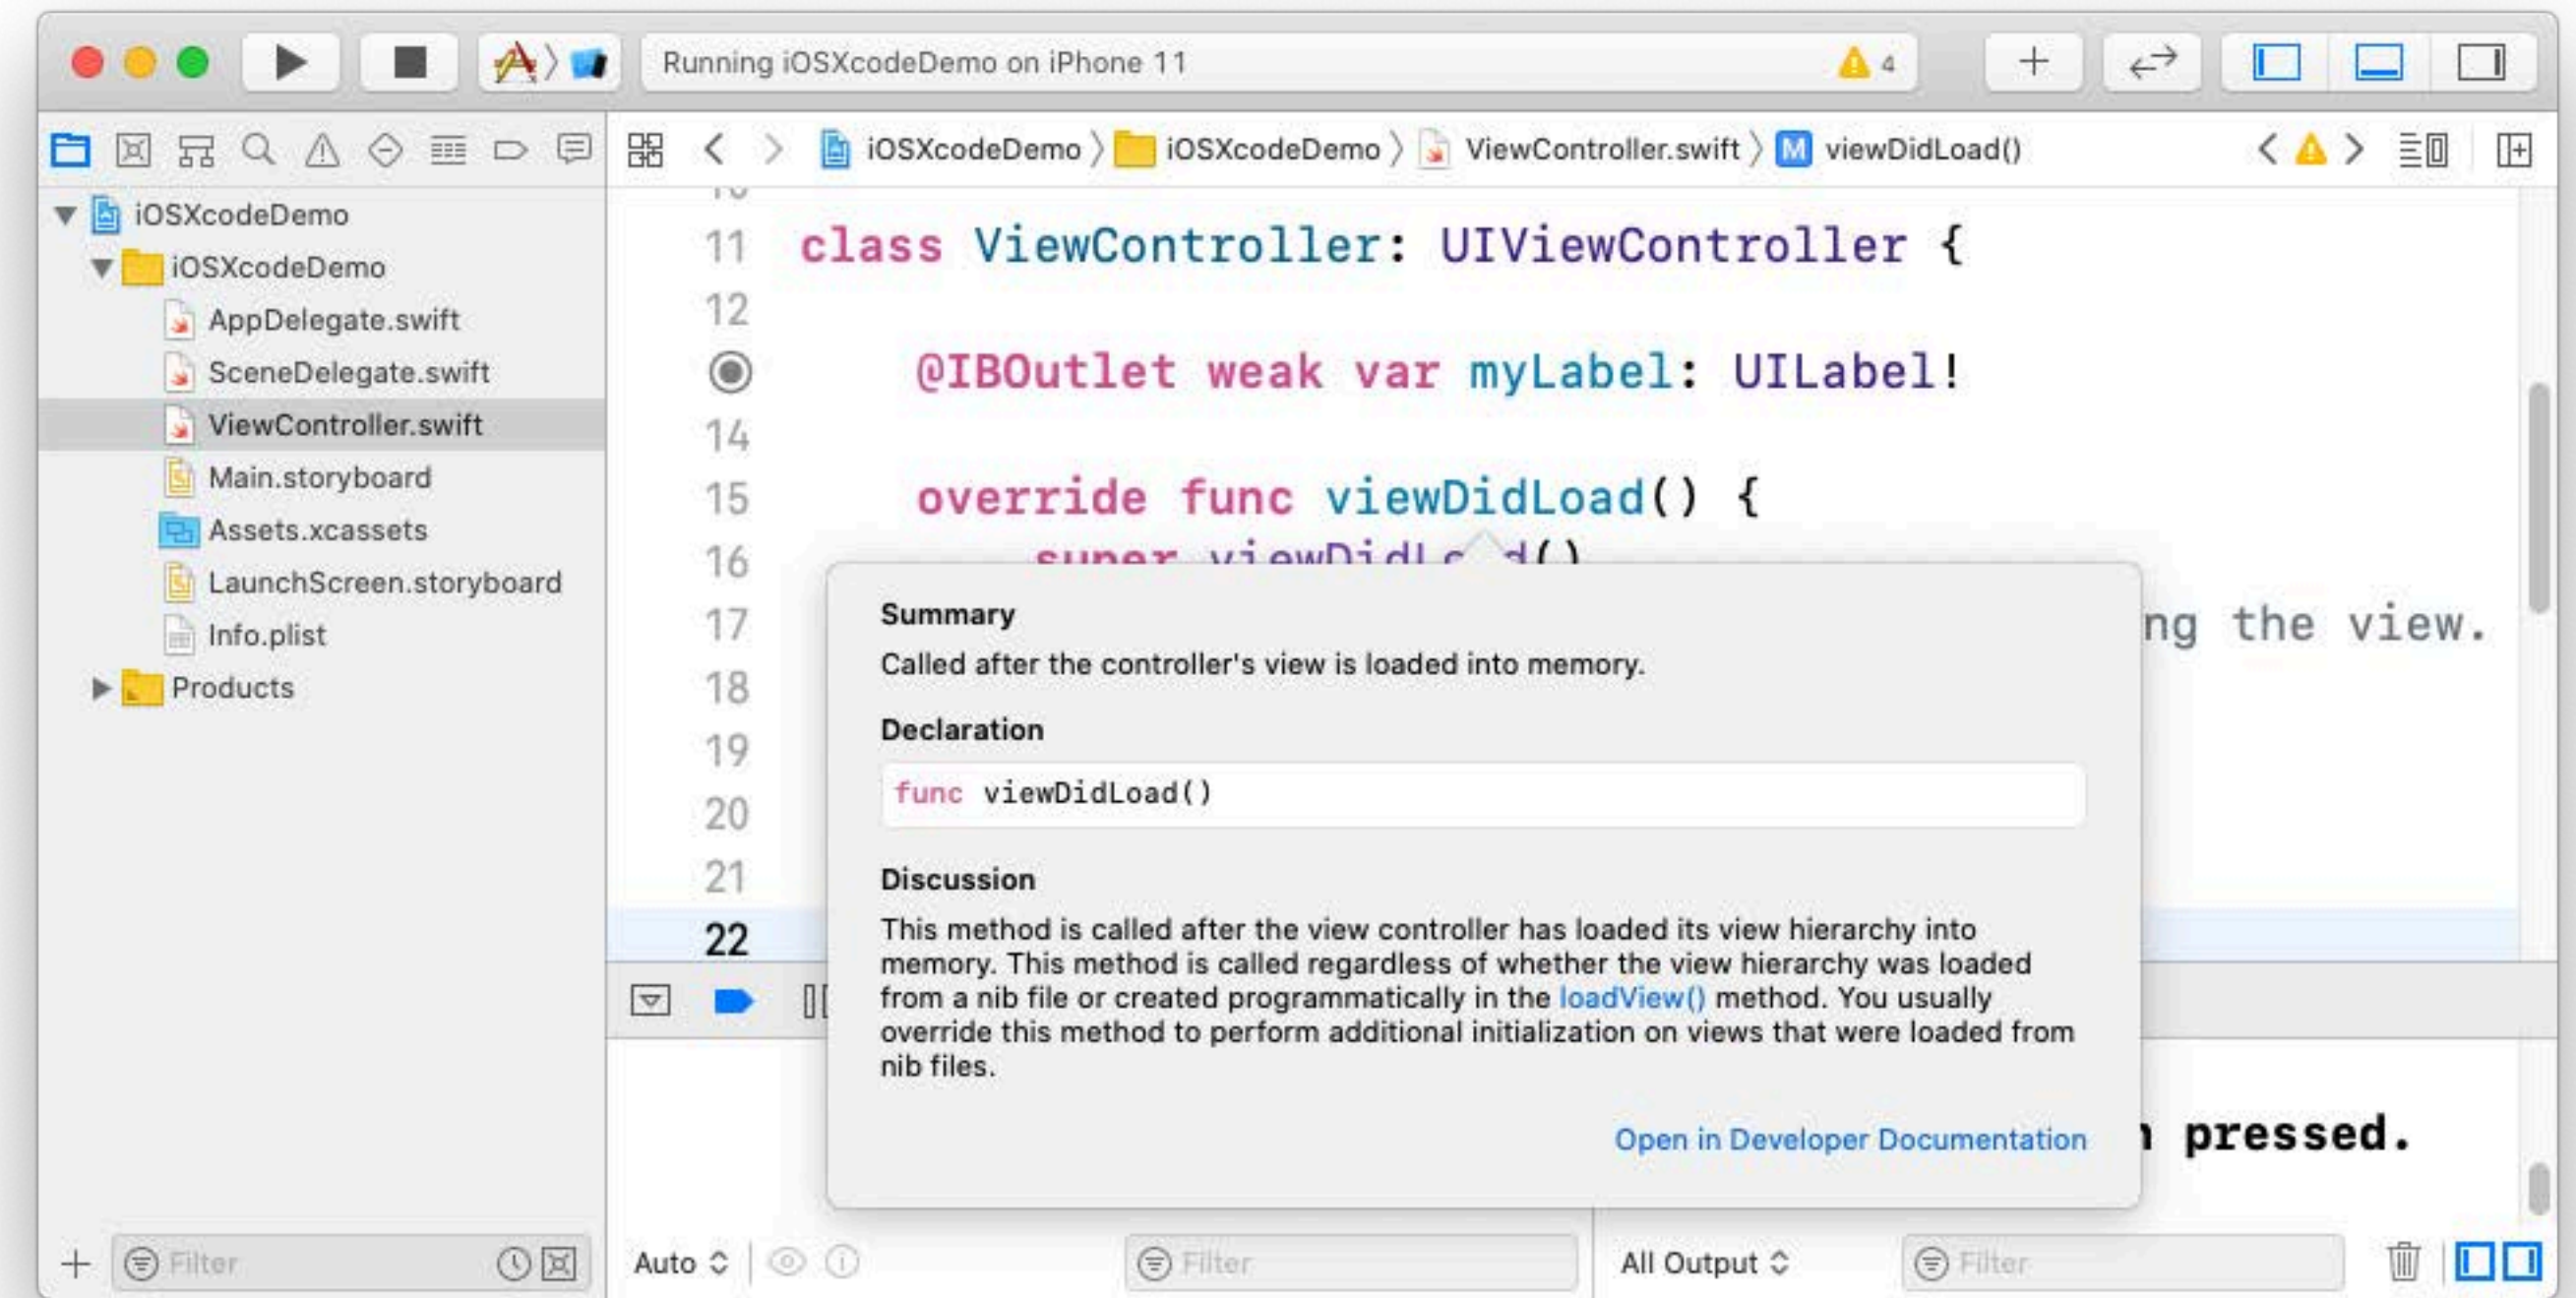 Running iOSXcodeDemo on iPhone 11
4
iOSXcodeDemo
iOSXcodeDemo
ViewController.swift
M
viewDidLoad()
iOSXcodeDemo
iOSXcodeDemo
AppDelegate.swift
SceneDelegate.swift
ViewController.swift
Main.storyboard
Assets.xcassets
LaunchScreen.storyboard
Info.plist
Products
Filter
11 class ViewController: UIViewController {
12
@IBOutlet weak var myLabel: UILabel!
14
15 override func viewDidLoad() {
16
17 the view.
18
19
20
21
22
Summary
Called after the controller's view is loaded into memory.
Declaration
func viewDidLoad()
Discussion
This method is called after the view controller has loaded its view hierarchy into
memory. This method is called regardless of whether the view hierarchy was loaded
from a nib file or created programmatically in the loadView() method. You usually
override this method to perform additional initialization on views that were loaded from
nib files.
Open in Developer Documentation
pressed.
Auto
Filter
All Output
Filter